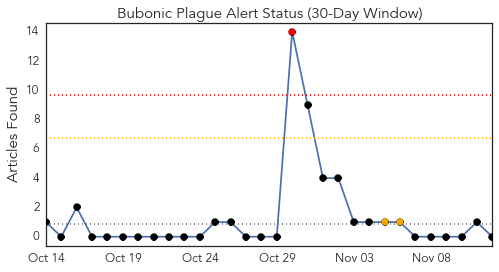 Bubonic Plague Alert Status (30-Day Window)
Articles Found
14
12
10
8
6
4
2
0
Oct 14
Oct 19
Oct 24
Oct 29
Nov 03
Nov 08